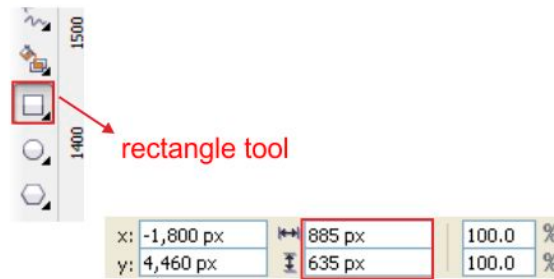 1500
1400
rectangle tool
x: -1,800 px 885 px 100.0 %
y: 4,460 px 635 px 100.0 %